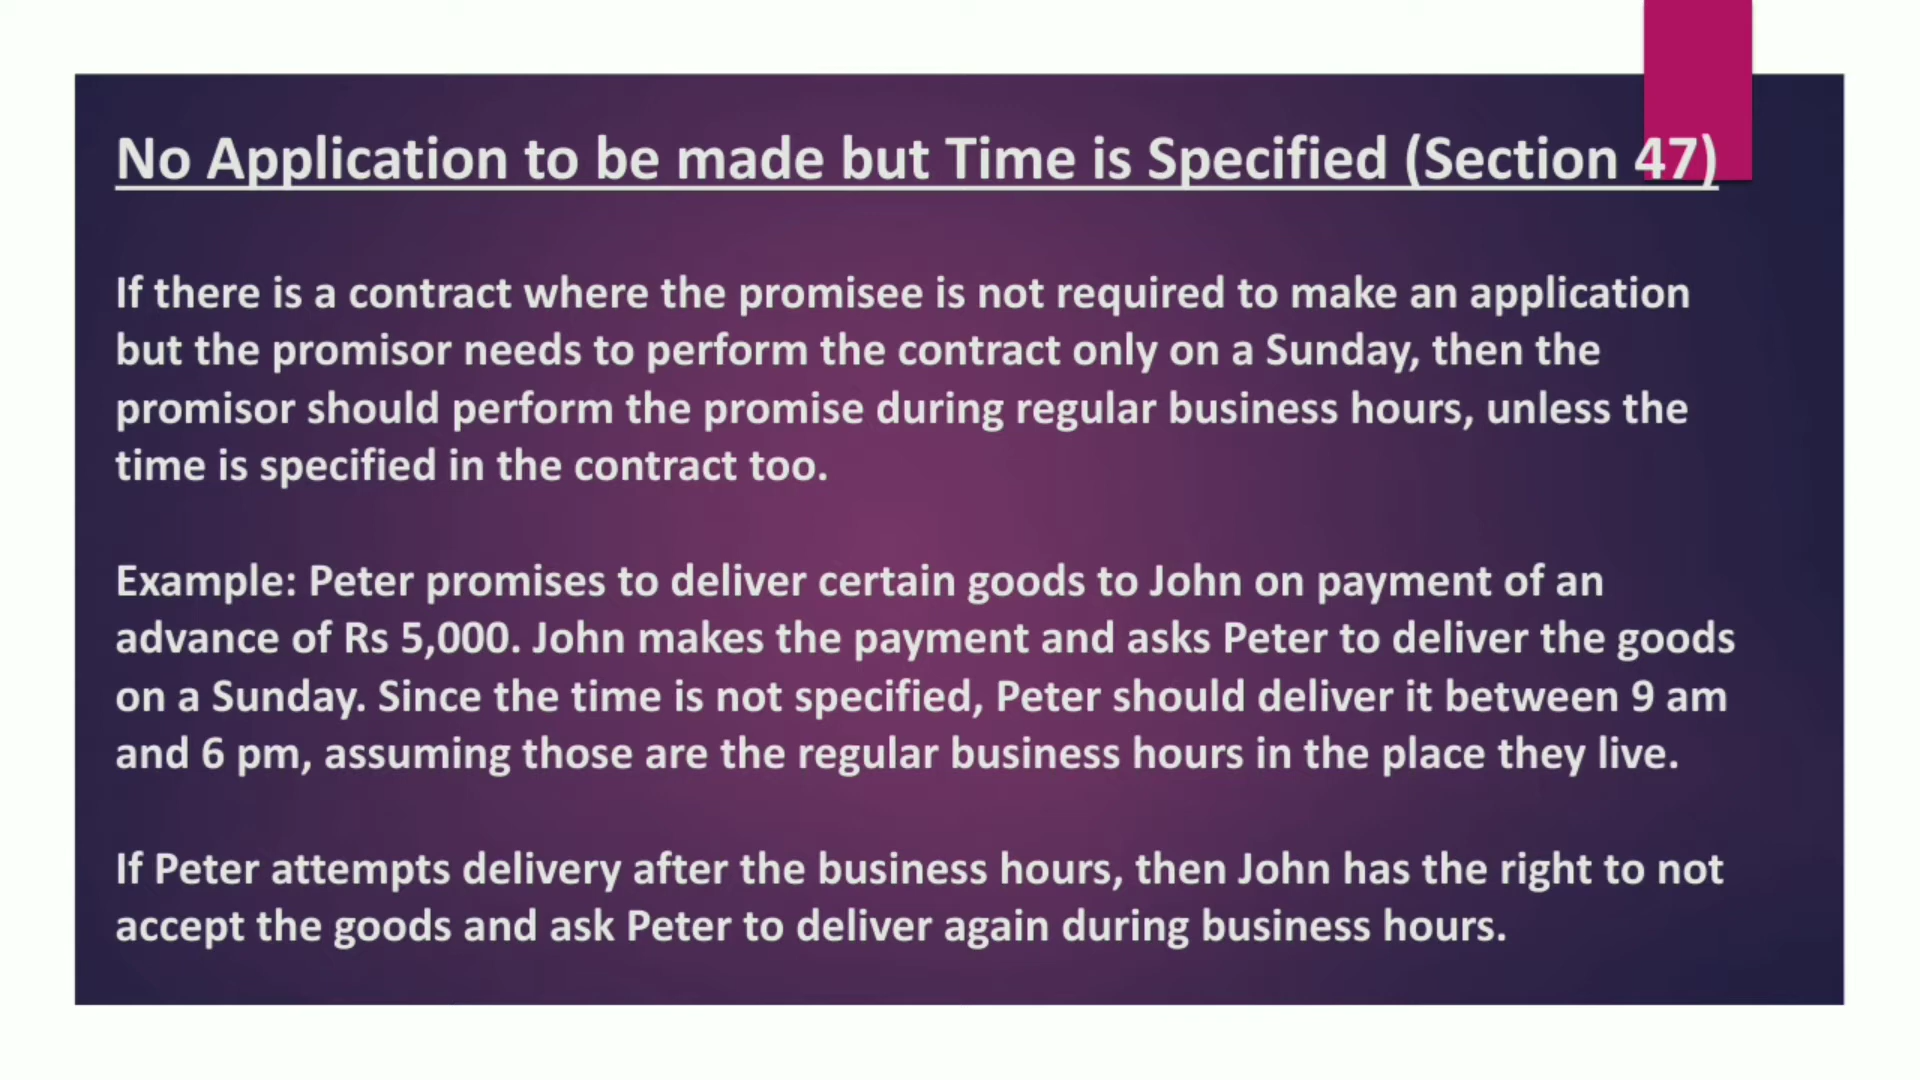 No Application to be made but Time is Specified (Section 47)
If there is a contract where the promisee is not required to make an application
but the promisor needs to perform the contract only on a Sunday, then the
promisor should perform the promise during regular business hours, unless the
time is specified in the contract too.
Example: Peter promises to deliver certain goods to John on payment of an
advance of Rs 5,000. John makes the payment and asks Peter to deliver the goods
on a Sunday. Since the time is not specified, Peter should deliver it between 9 am
and 6 pm, assuming those are the regular business hours in the place they live.
If Peter attempts delivery after the business hours, then John has the right to not
accept the goods and ask Peter to deliver again during business hours.